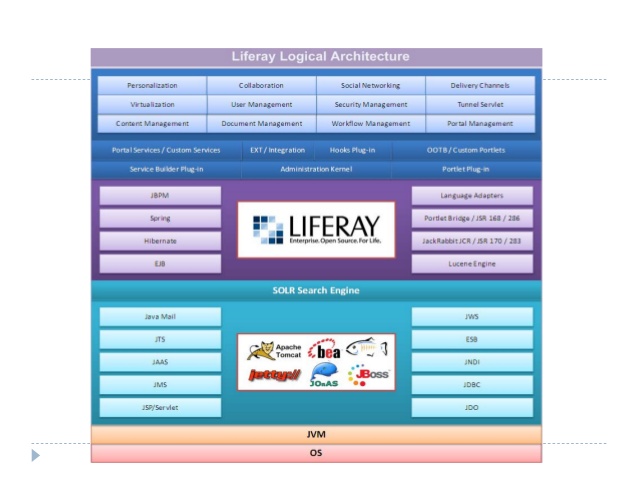 Liferay Logical Architecture
Personalization Collaboration Social Networking Delivery Channels
Virtualization User Management Security Management Tunnel Servlet
Content Management Document Management Workflow Management Portal Management
Portal Services / Custom Services EXT / Integration Hooks Plug-in OOTB / Custom Portlets
Service Builder Plug-in Administration Kernel Portlet Plug-in
JBPM
Spring
Hibernate
EJB
LIFERAY
Enterprise. Open Source. For Life.
Language Adapters
Portlet Bridge / JSR 168 / 286
JackRabbit JCR / JSR 170 / 283
Lucene Engine
SOLR Search Engine
Java Mail
JTS
JAAS
JMS
JSP/Servlet
Apache
Tomcat
bea
jetty://
JOnAS
JBoss
JWS
ESB
JNDI
JDBC
JDO
JVM
OS